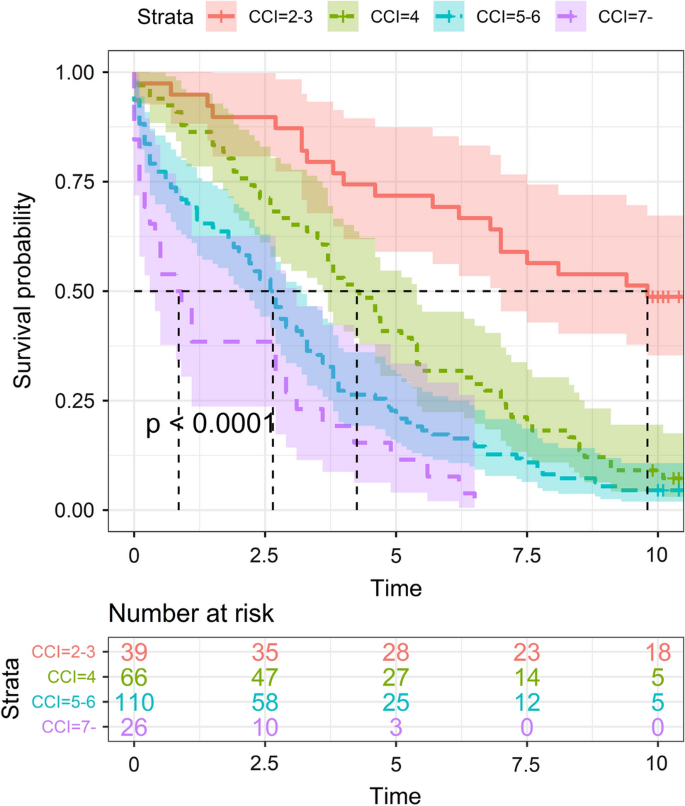 Strata CCI=2-3 CCI=4 CCI=5-6 CCI=7-
1.00
0.75
0.50
0.25
0.00
Survival probability
p < 0.0001
0 2.5 5 7.5 10
Time
Number at risk
Strata
CCI=2-3 39 35 28 23 18
CCI=4 66 47 27 14 5
CCI=5-6 110 58 25 12 5
CCI=7- 26 10 3 0 0
0 2.5 5 7.5 10
Time